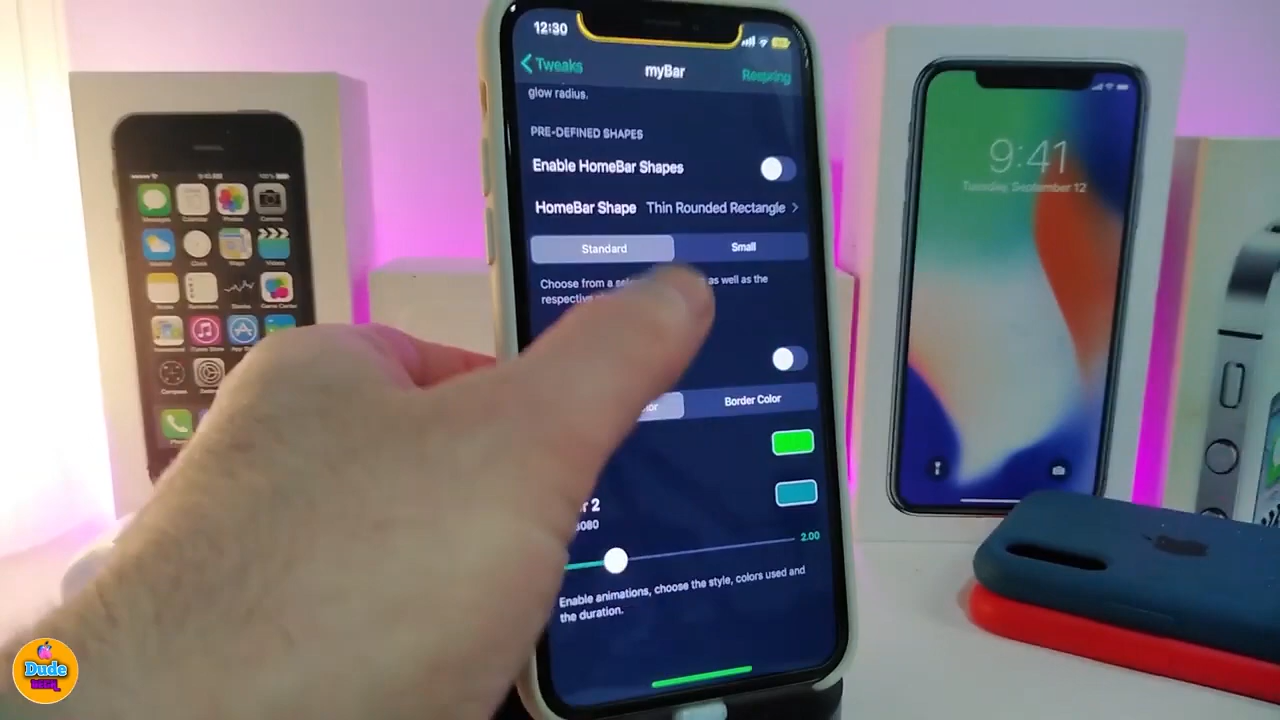 12:30
Tweaks
myBar
Respring
glow radius.
PRE-DEFINED SHAPES
Enable HomeBar Shapes
HomeBar Shape Thin Rounded Rectangle
Standard
Small
Choose from a as well as the
respective
Border Color
2
2.00
Enable animations, choose the style, colors used and
the duration.
9:41
Tuesday, September 12
Dude